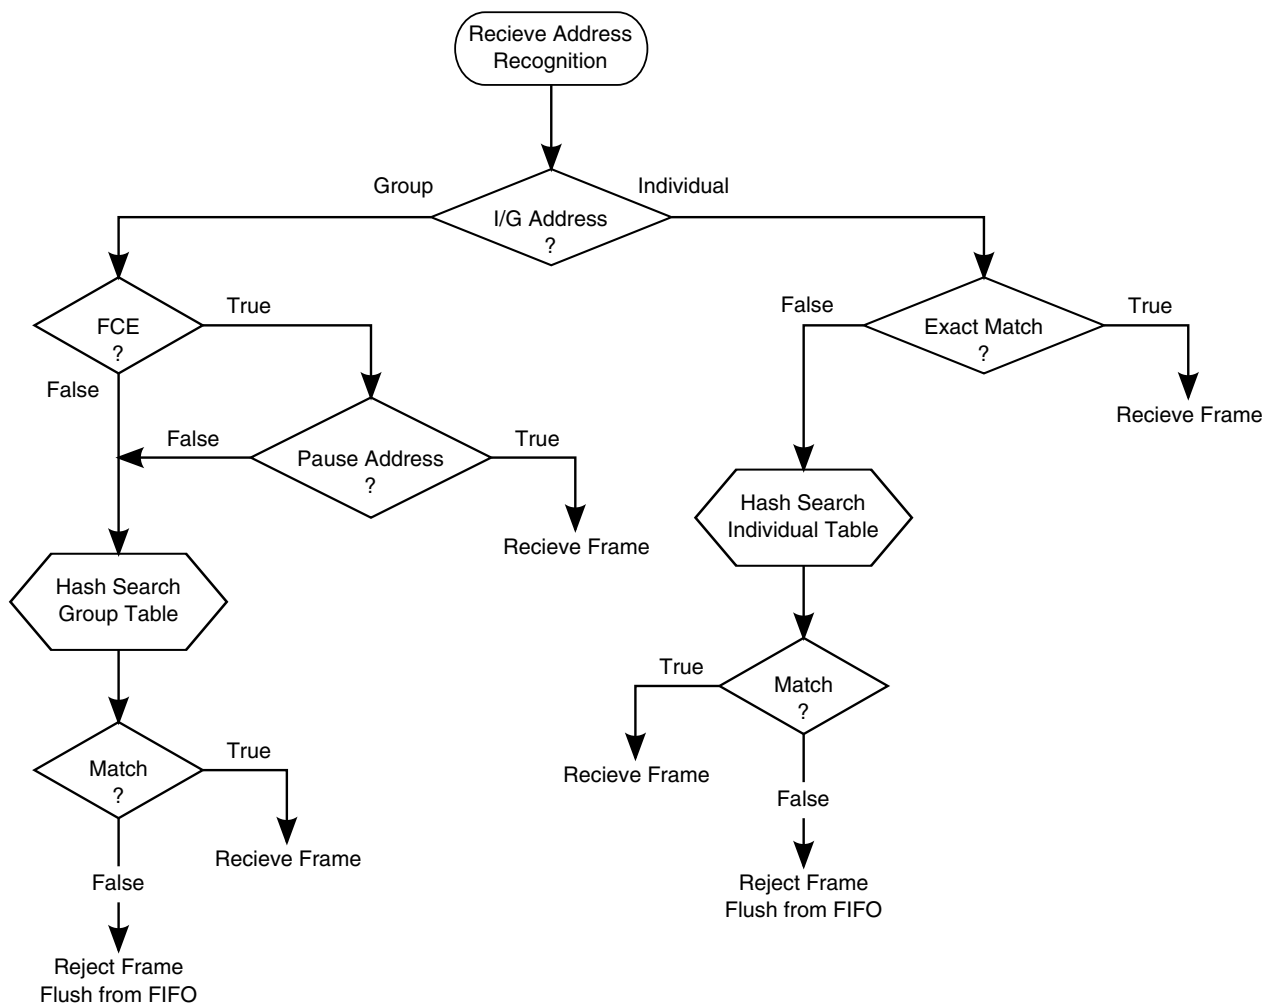 Recieve Address
Recognition
Group
Individual
I/G Address
?
FCE
?
True
False
False
Exact Match
?
True
Recieve Frame
False
Pause Address
?
True
Recieve Frame
Hash Search
Individual Table
Hash Search
Group Table
True
Match
?
Recieve Frame
False
Reject Frame
Flush from FIFO
Match
?
True
Recieve Frame
False
Reject Frame
Flush from FIFO